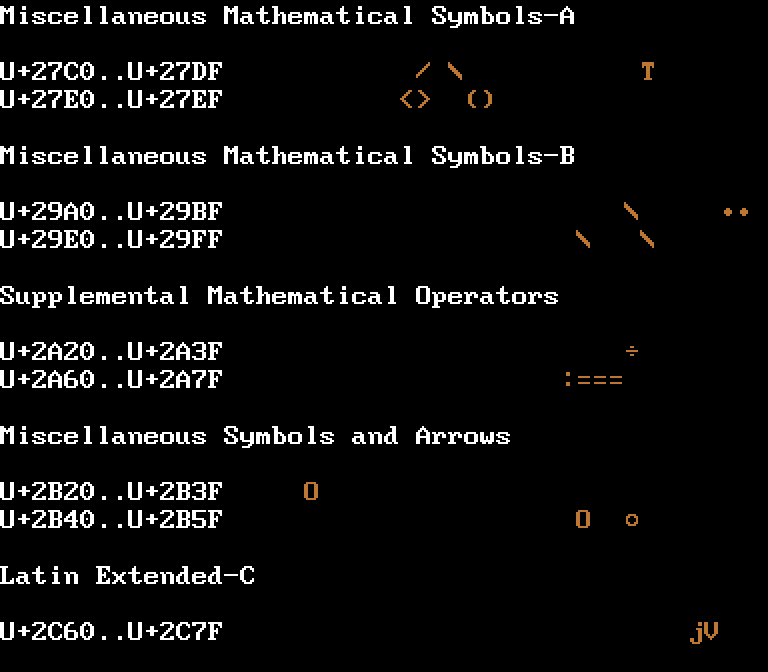 Miscellaneous Mathematical Symbols-A
U+27C0..U+27DF / \ T
U+27E0..U+27EF <> ()
Miscellaneous Mathematical Symbols-B
U+29A0..U+29BF \ ••
U+29E0..U+29FF \ \
Supplemental Mathematical Operators
U+2A20..U+2A3F ÷
U+2A60..U+2A7F :===
Miscellaneous Symbols and Arrows
U+2B20..U+2B3F O
U+2B40..U+2B5F O o
Latin Extended-C
U+2C60..U+2C7F jV